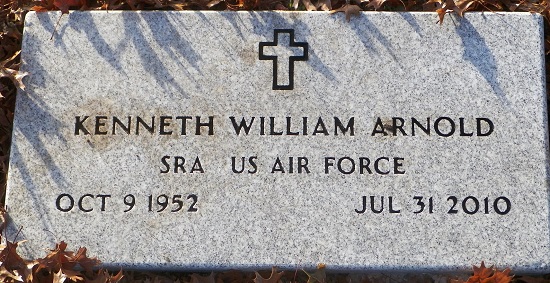 KENNETH WILLIAM ARNOLD
SRA US AIR FORCE
OCT 9 1952 JUL 31 2010